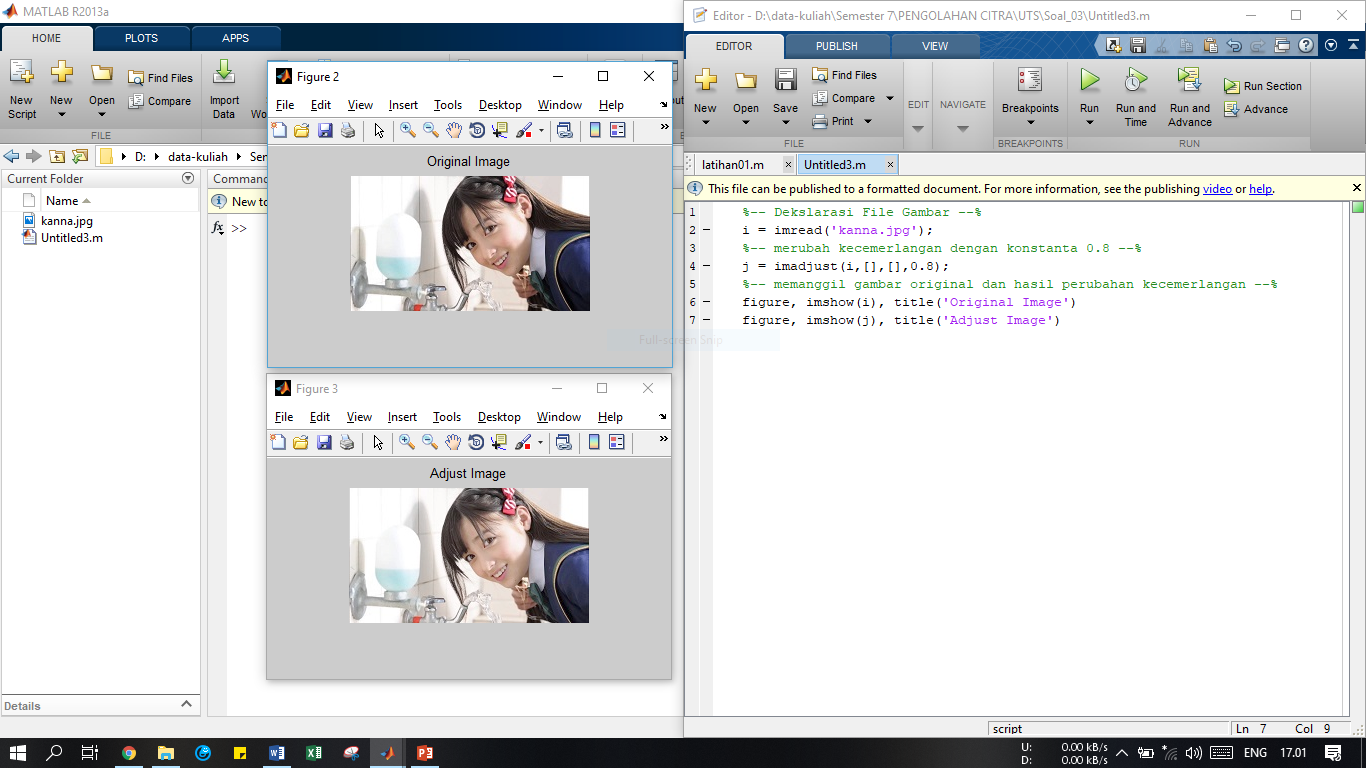 MATLAB R2013a
HOME
PLOTS
APPS
New Script
New
Open
Find Files
Compare
Import Data
FILE
D: data-kuliah
Current Folder
Name
kanna.jpg
Untitled3.m
Details
New to
fx >>
Figure 2
File Edit View Insert Tools Desktop Window Help
Original Image
Figure 3
File Edit View Insert Tools Desktop Window Help
Adjust Image
Full-screen Snip
Editor - D:\data-kuliah\Semester 7\PENGOLAHAN CITRA\UTS\Soal_03\Untitled3.m
EDITOR
PUBLISH
VIEW
New
Open
Save
Find Files
Compare
Print
FILE
EDIT
NAVIGATE
Breakpoints
BREAKPOINTS
Run
Run and Time
Run and Advance
Run Section
Advance
RUN
latihan01.m
Untitled3.m
This file can be published to a formatted document. For more information, see the publishing video or help.
1 %-- Dekslarasi File Gambar --%
2 i = imread('kanna.jpg');
3 %-- merubah kecemerlangan dengan konstanta 0.8 --%
4 j = imadjust(i,[],[],0.8);
5 %-- memanggil gambar original dan hasil perubahan kecemerlangan --%
6 figure, imshow(i), title('Original Image')
7 figure, imshow(j), title('Adjust Image')
script
Ln 7 Col 9
U: 0.00 kB/s
D: 0.00 kB/s
ENG
17.01